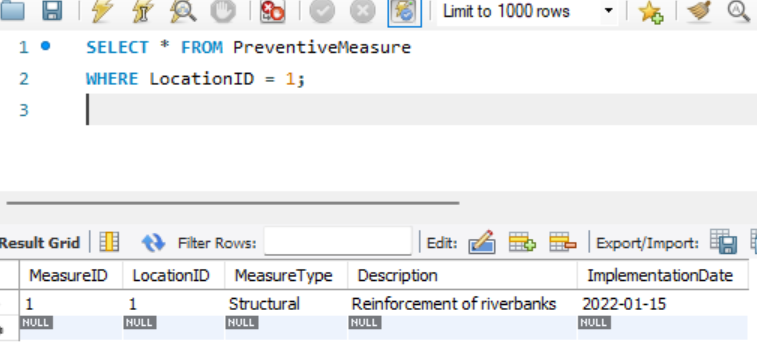 Limit to 1000 rows
1 SELECT * FROM PreventiveMeasure
2 WHERE LocationID = 1;
3
Result Grid Filter Rows: Edit: Export/Import:
MeasureID LocationID MeasureType Description ImplementationDate
1 1 Structural Reinforcement of riverbanks 2022-01-15
* NULL NULL NULL NULL NULL